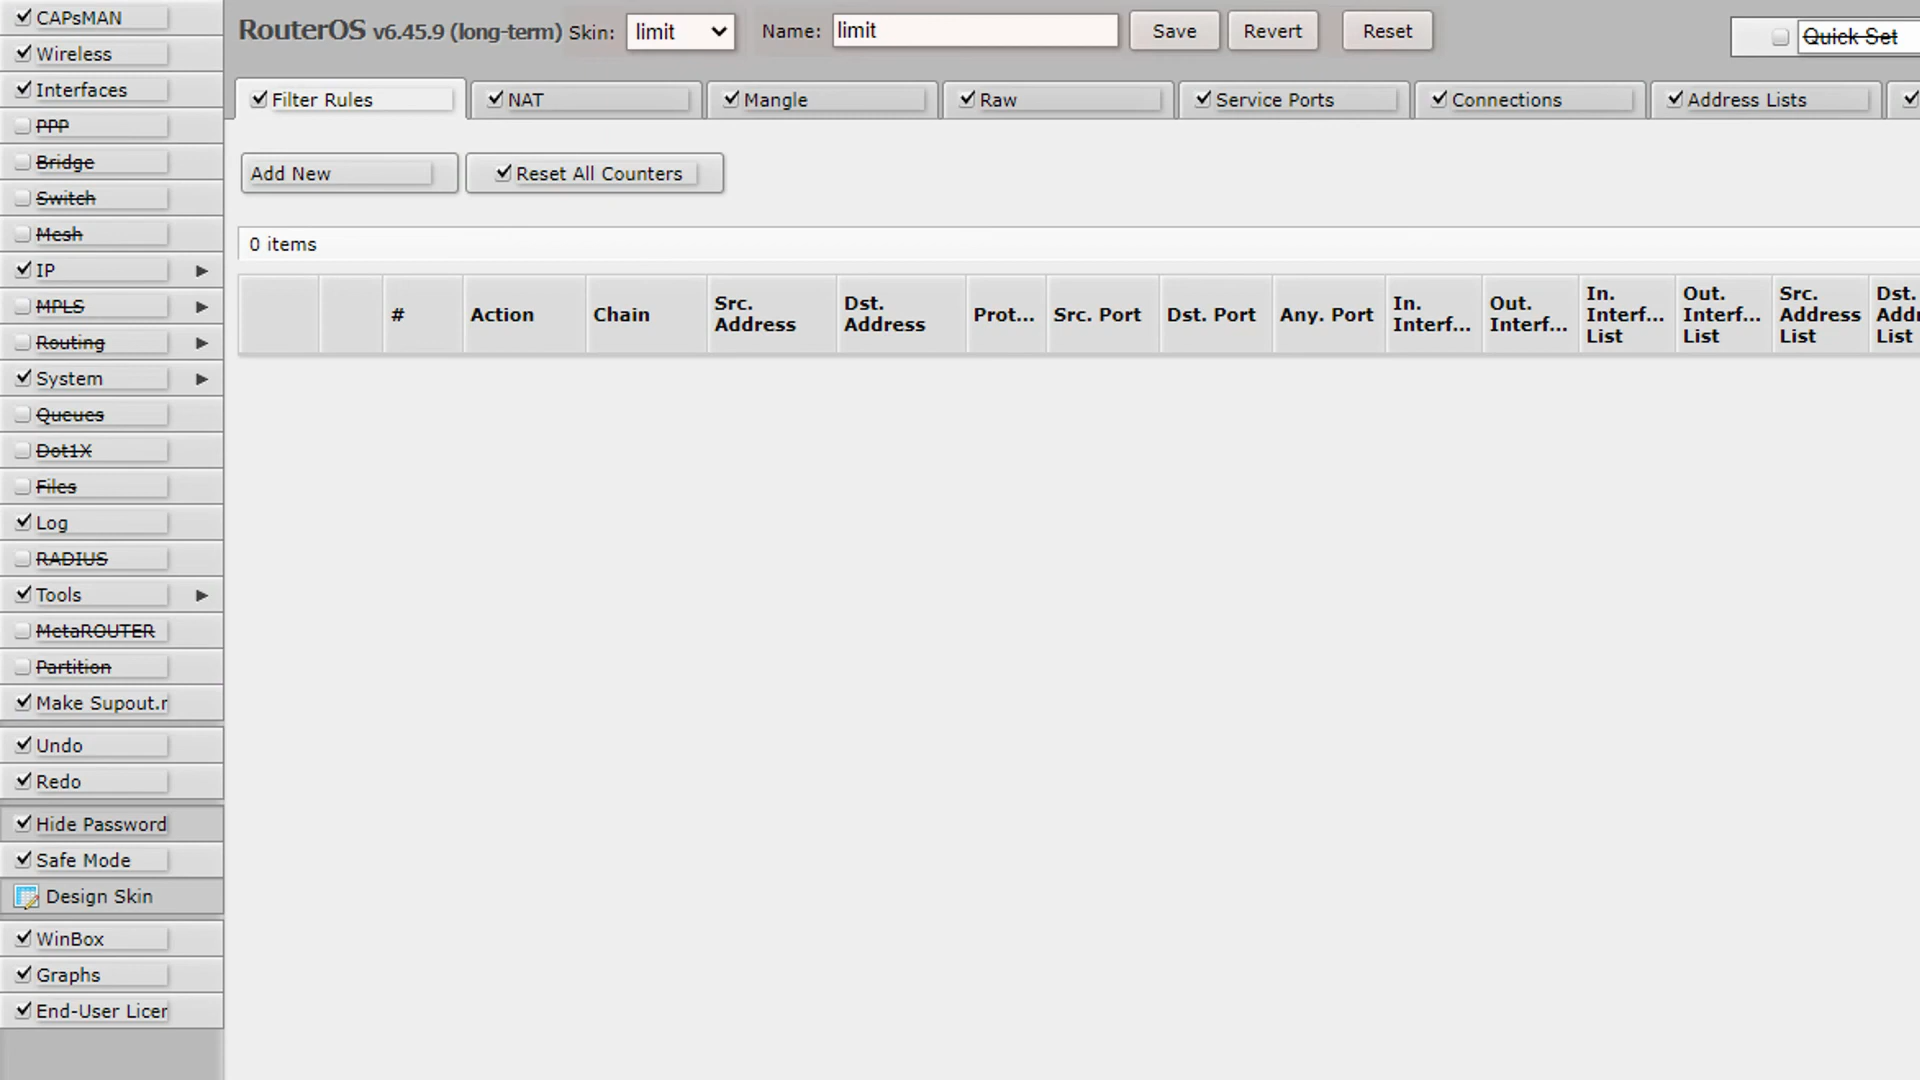 CAPsMAN
Wireless
Interfaces
PPP
Bridge
Switch
Mesh
IP
MPLS
Routing
System
Queues
Dot1X
Files
Log
RADIUS
Tools
MetaROUTER
Partition
Make Supout.r
Undo
Redo
Hide Password
Safe Mode
Design Skin
WinBox
Graphs
End-User Licer
RouterOS v6.45.9 (long-term) Skin: limit Name: limit Save Revert Reset Quick Set
Filter Rules NAT Mangle Raw Service Ports Connections Address Lists
Add New Reset All Counters
0 items
# Action Chain Src. Address Dst. Address Prot... Src. Port Dst. Port Any. Port In. Interf... Out. Interf... In. Interf... List Out. Interf... List Src. Address List Dst. Addr List